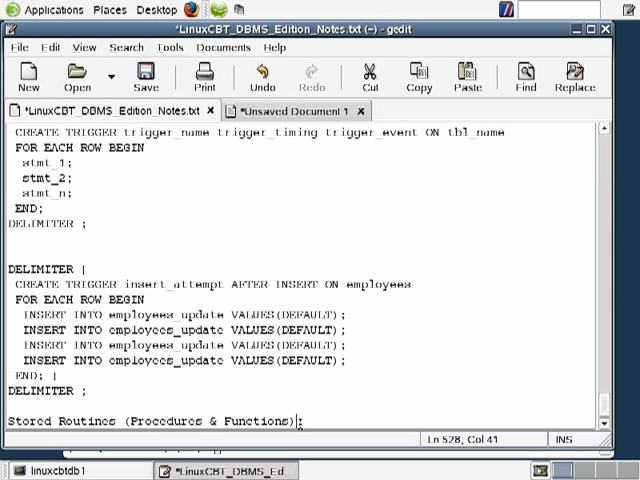 Applications Places Desktop
*LinuxCBT_DBMS_Edition_Notes.txt (~) - gedit
File Edit View Search Tools Documents Help
New Open Save Print Undo Redo Cut Copy Paste Find Replace
*LinuxCBT_DBMS_Edition_Notes.txt *Unsaved Document 1
CREATE TRIGGER trigger_name trigger_timing trigger_event ON tbl_name
FOR EACH ROW BEGIN
stmt_1;
stmt_2;
stmt_n;
END;
DELIMITER ;
DELIMITER |
CREATE TRIGGER insert_attempt AFTER INSERT ON employees
FOR EACH ROW BEGIN
INSERT INTO employees_update VALUES(DEFAULT);
INSERT INTO employees_update VALUES(DEFAULT);
INSERT INTO employees_update VALUES(DEFAULT);
INSERT INTO employees_update VALUES(DEFAULT);
END; |
DELIMITER ;
Stored Routines (Procedures & Functions)
Ln 528, Col 41 INS
linuxcbtdb1 *LinuxCBT_DBMS_Ed